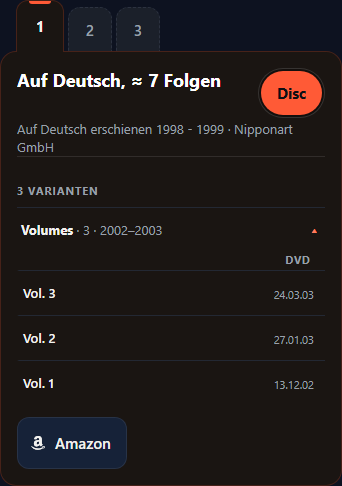 1
2
3
Auf Deutsch, ≈ 7 Folgen
Disc
Auf Deutsch erschienen 1998 - 1999 · Nipponart
GmbH
3 VARIANTEN
Volumes · 3 · 2002–2003
DVD
Vol. 3 24.03.03
Vol. 2 27.01.03
Vol. 1 13.12.02
Amazon